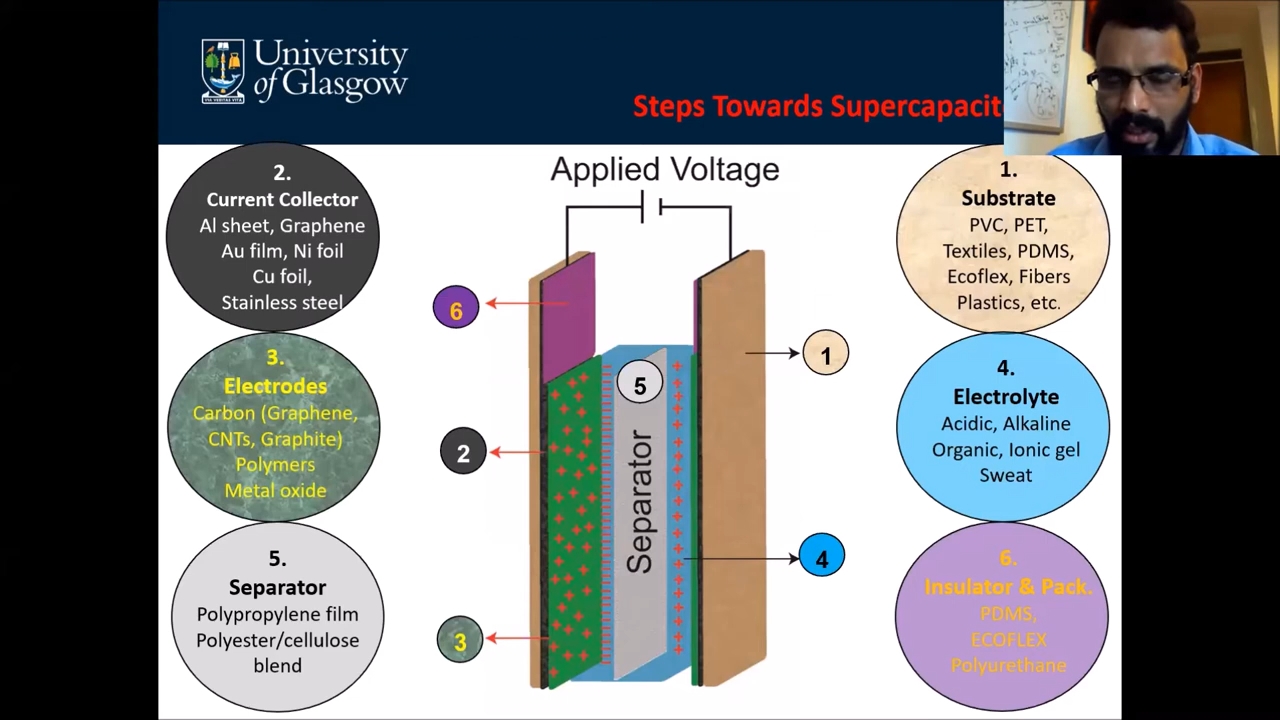 University
of Glasgow
VIA VERITAS VITA
Steps Towards Supercapacit
2.
Current Collector
Al sheet, Graphene
Au film, Ni foil
Cu foil,
Stainless steel
3.
Electrodes
Carbon (Graphene,
CNTs, Graphite)
Polymers
Metal oxide
5.
Separator
Polypropylene film
Polyester/cellulose
blend
Applied Voltage
6
2
3
5
Separator
1
4
1.
Substrate
PVC, PET,
Textiles, PDMS,
Ecoflex, Fibers
Plastics, etc.
4.
Electrolyte
Acidic, Alkaline
Organic, Ionic gel
Sweat
6.
Insulator & Pack.
PDMS,
ECOFLEX
Polyurethane